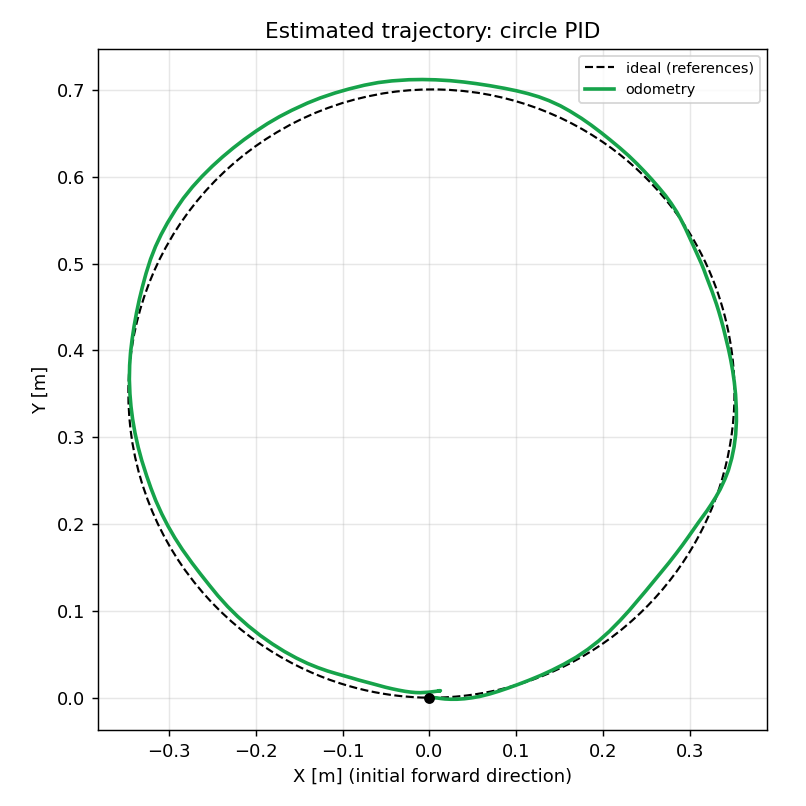 Estimated trajectory: circle PID
ideal (references)
odometry
0.7
0.6
0.5
0.4
0.3
0.2
0.1
0.0
Y [m]
−0.3 −0.2 −0.1 0.0 0.1 0.2 0.3
X [m] (initial forward direction)